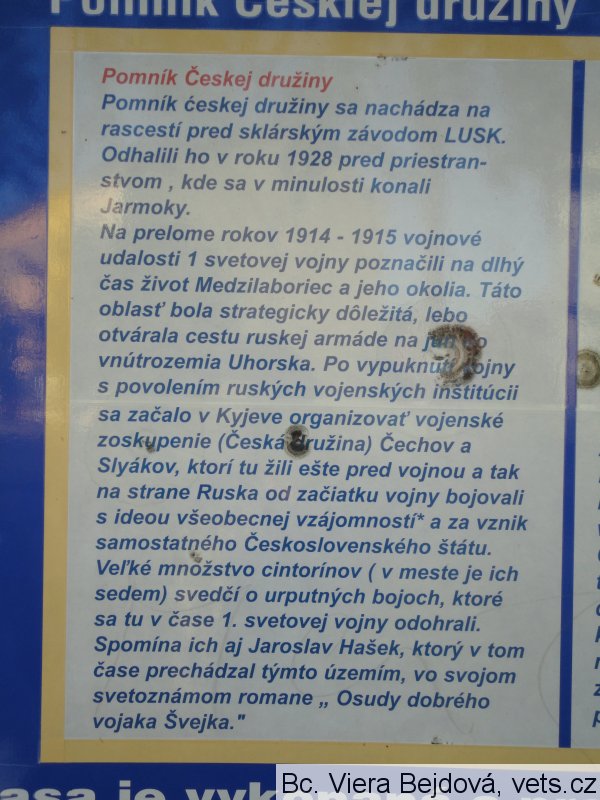 Pomník Českej družiny
Pomník Českej družiny
Pomník ćeskej družiny sa nachádza na
rascestí pred sklárským závodom LUSK.
Odhalili ho v roku 1928 pred priestran-
stvom , kde sa v minulosti konali
Jarmoky.
Na prelome rokov 1914 - 1915 vojnové
udalosti 1 svetovej vojny poznačili na dlhý
čas život Medzilaboriec a jeho okolia. Táto
oblasť bola strategicky dôležitá, lebo
otvárala cestu ruskej armáde na juh do
vnútrozemia Uhorska. Po vypuknutí vojny
s povolením ruských vojenských inštitúcii
sa začalo v Kyjeve organizovať vojenské
zoskupenie (Česká družina) Čechov a
Slyákov, ktorí tu žili ešte pred vojnou a tak
na strane Ruska od začiatku vojny bojovali
s ideou všeobecnej vzájomností* a za vznik
samostatného Československého štátu.
Veľké množstvo cintorínov ( v meste je ich
sedem) svedčí o urputných bojoch, ktoré
sa tu v čase 1. svetovej vojny odohrali.
Spomína ich aj Jaroslav Hašek, ktorý v tom
čase prechádzal týmto územím, vo svojom
svetoznámom romane „ Osudy dobrého
vojaka Švejka."
Bc. Viera Bejdová, vets.cz